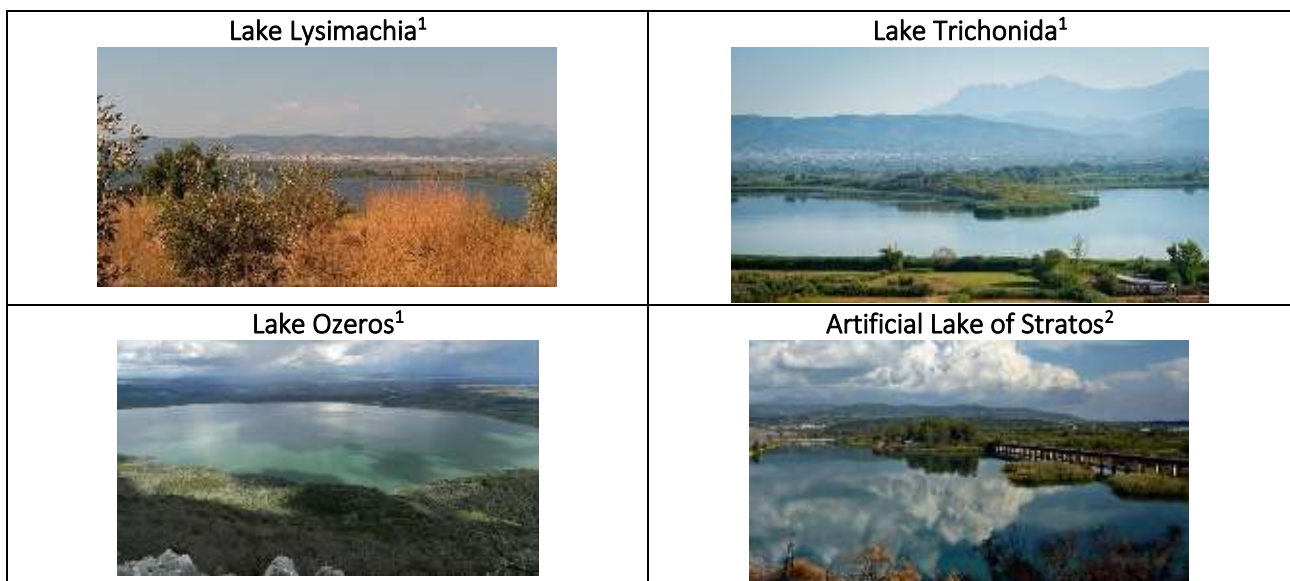 Lake Lysimachia¹
Lake Trichonida¹
Lake Ozeros¹
Artificial Lake of Stratos²